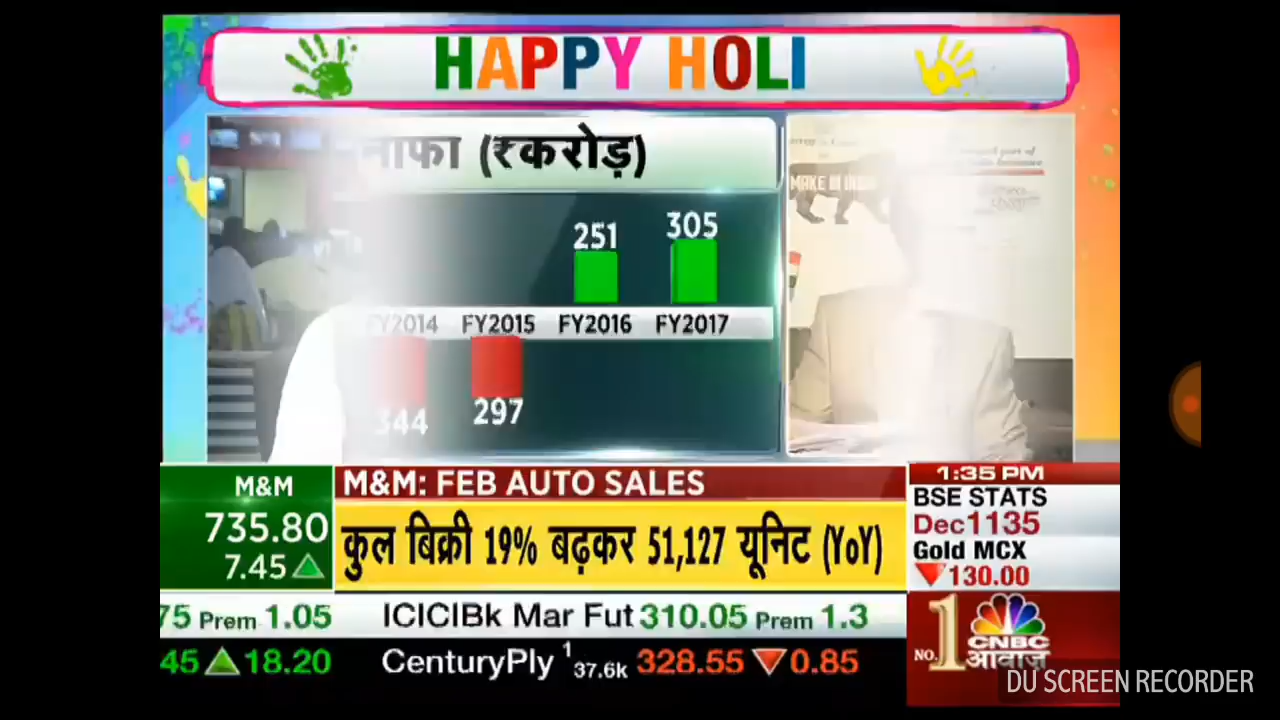 HAPPY HOLI
(₹करोड़)
MAKE IN INDIA
251
305
FY2014 FY2015 FY2016 FY2017
344
297
M&M
735.80
7.45
M&M: FEB AUTO SALES
कुल बिक्री 19% बढ़कर 51,127 यूनिट (YoY)
1:35 PM
BSE STATS
Dec1135
Gold MCX
130.00
75 Prem 1.05 ICICIBk Mar Fut 310.05 Prem 1.3
45 18.20 CenturyPly 1 37.6k 328.55 0.85
NO.1 CNBC
आवाज़
DU SCREEN RECORDER